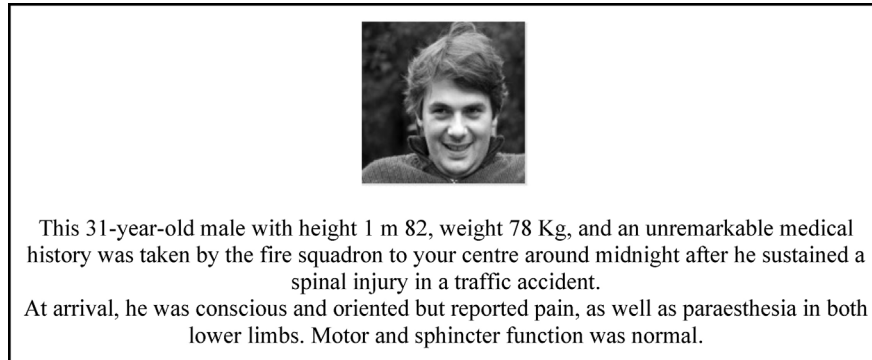 This 31-year-old male with height 1 m 82, weight 78 Kg, and an unremarkable medical
history was taken by the fire squadron to your centre around midnight after he sustained a
spinal injury in a traffic accident.
At arrival, he was conscious and oriented but reported pain, as well as paraesthesia in both
lower limbs. Motor and sphincter function was normal.